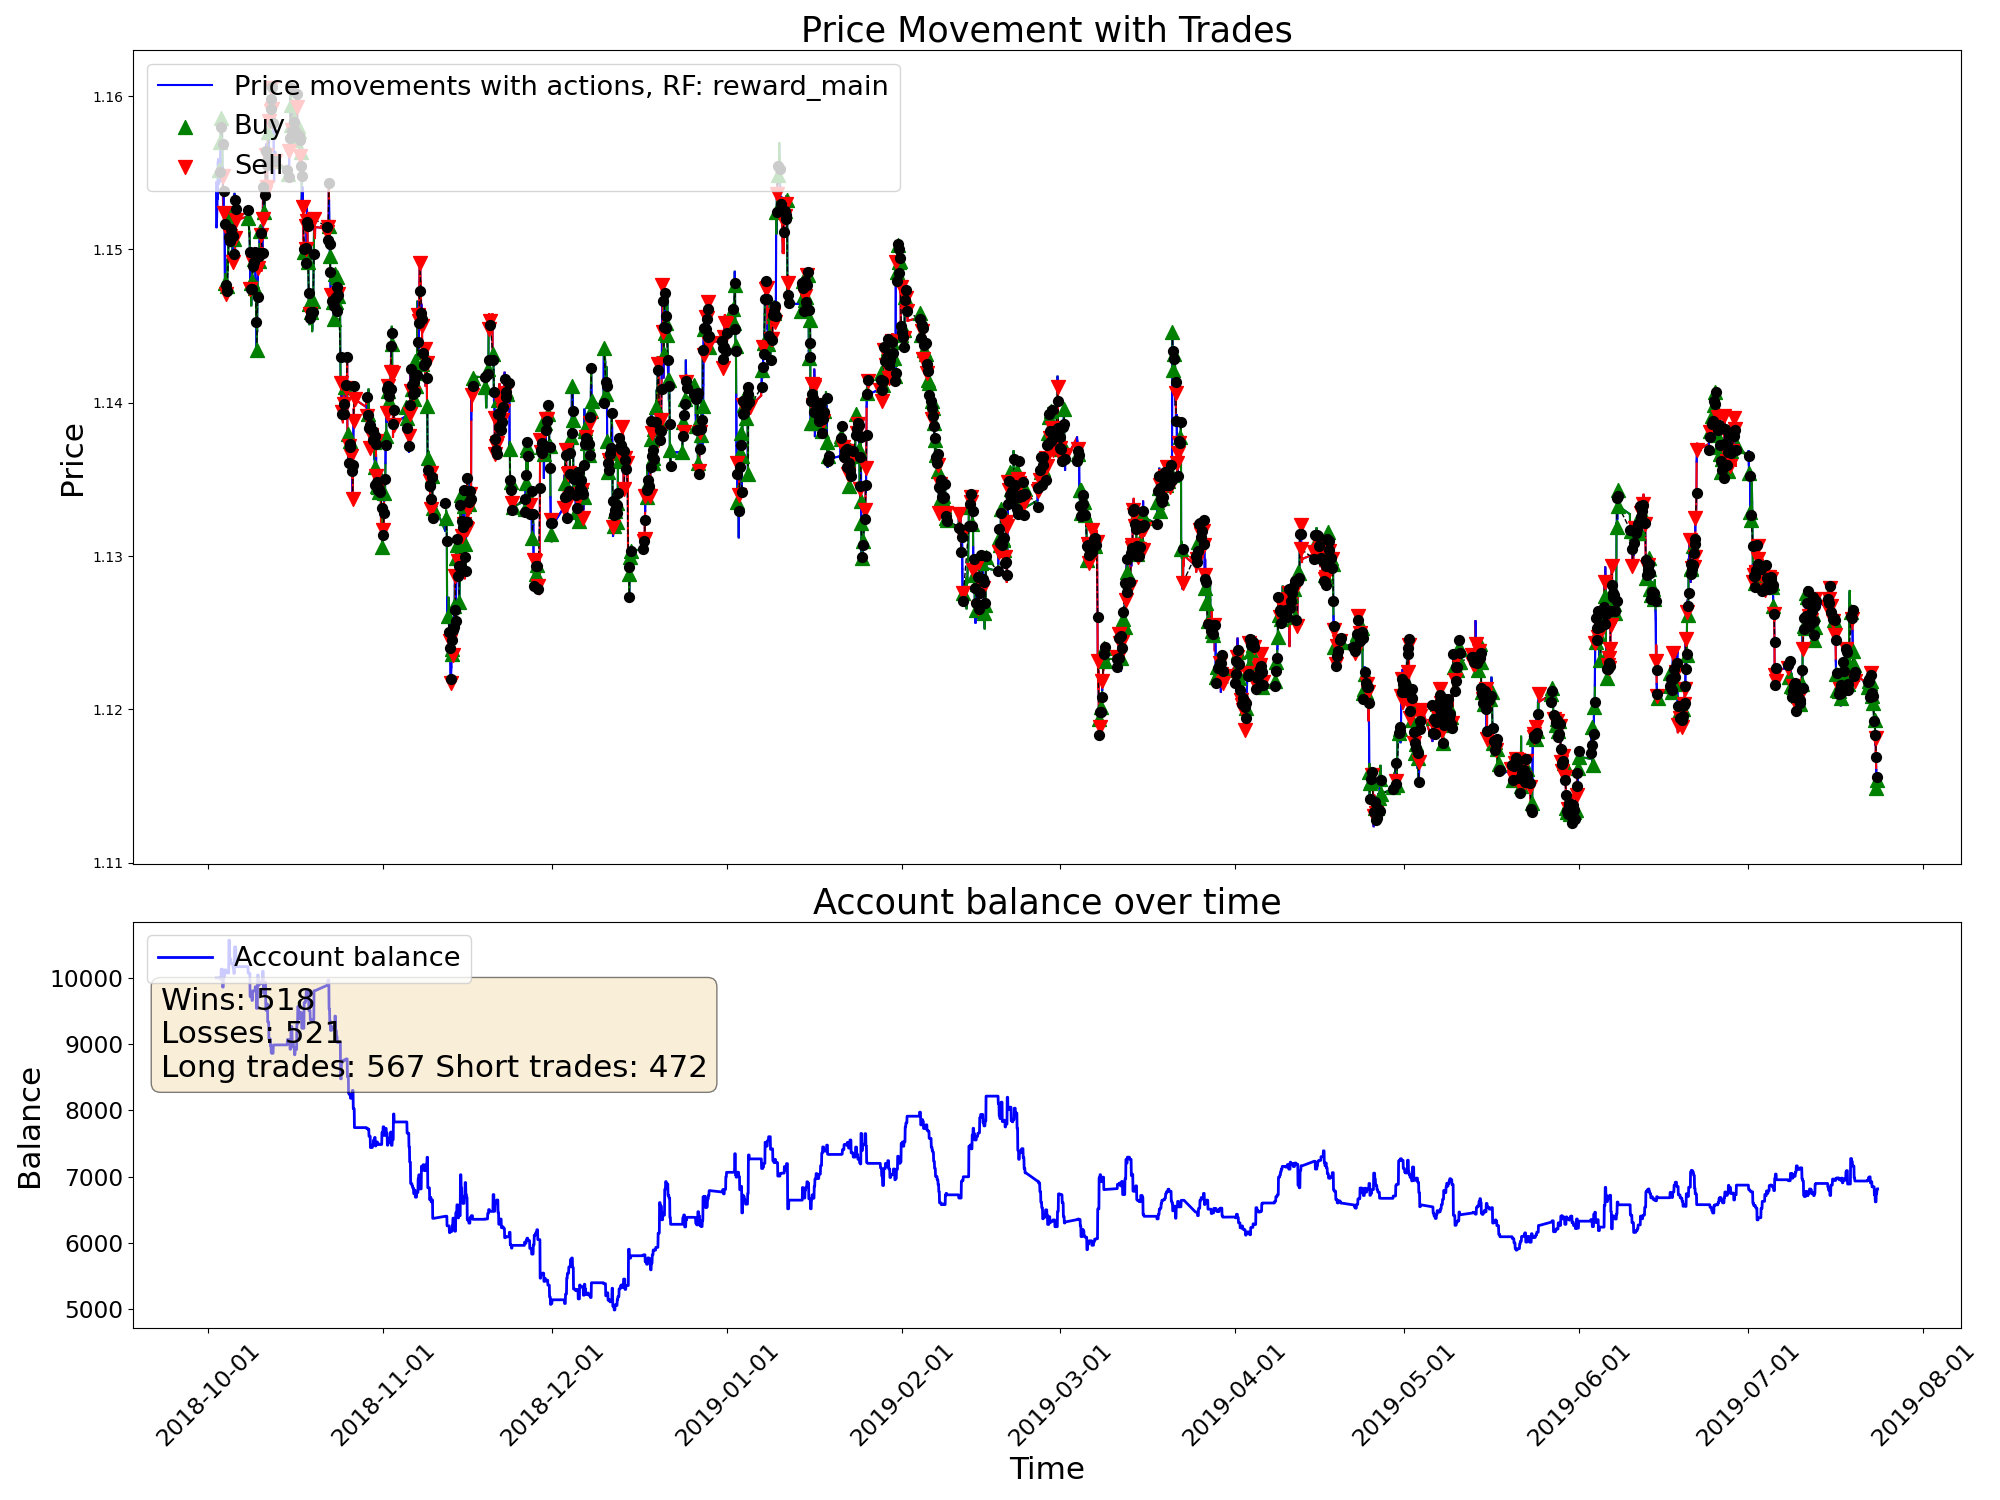 Price Movement with Trades
Price movements with actions, RF: reward_main
Buy
Sell
1.16
1.15
1.14
1.13
1.12
1.11
Price
Account balance over time
Account balance
Wins: 518
Losses: 521
Long trades: 567 Short trades: 472
10000
9000
8000
7000
6000
5000
Balance
2018-10-01
2018-11-01
2018-12-01
2019-01-01
2019-02-01
2019-03-01
2019-04-01
2019-05-01
2019-06-01
2019-07-01
2019-08-01
Time